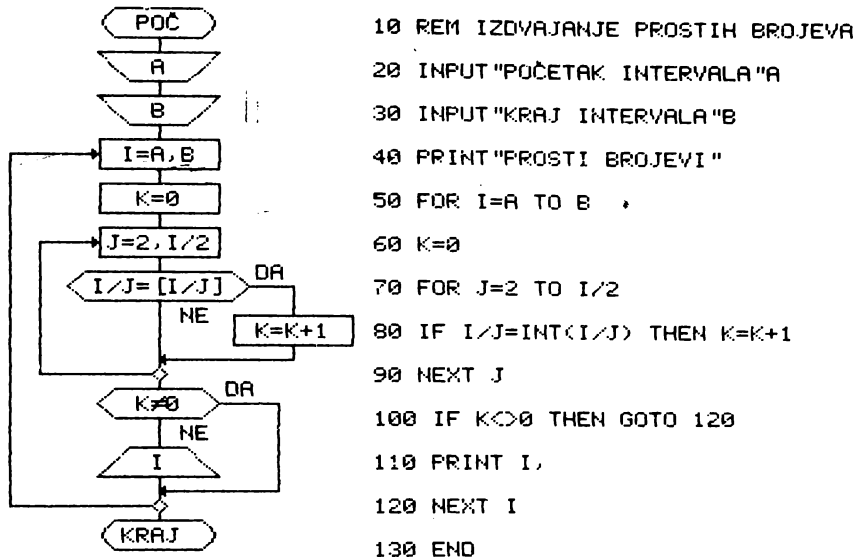 POČ
A
B
I=A,B
K=0
J=2,I/2
I/J=[I/J]
DA
NE
K=K+1
K≠0
DA
NE
I
KRAJ
10 REM IZDVAJANJE PROSTIH BROJEVA
20 INPUT"POČETAK INTERVALA"A
30 INPUT"KRAJ INTERVALA"B
40 PRINT"PROSTI BROJEVI"
50 FOR I=A TO B
60 K=0
70 FOR J=2 TO I/2
80 IF I/J=INT(I/J) THEN K=K+1
90 NEXT J
100 IF K<>0 THEN GOTO 120
110 PRINT I,
120 NEXT I
130 END